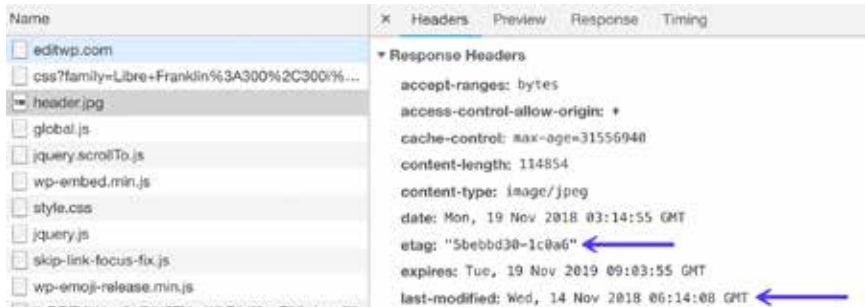 Name
editwp.com
css?family=Libre+Franklin%3A300%2C300i%...
header.jpg
global.js
jquery.scrollTo.js
wp-embed.min.js
style.css
jquery.js
skip-link-focus-fix.js
wp-emoji-release.min.js
× Headers Preview Response Timing
▼ Response Headers
accept-ranges: bytes
access-control-allow-origin: *
cache-control: max-age=31556940
content-length: 114854
content-type: image/jpeg
date: Mon, 19 Nov 2018 03:14:55 GMT
etag: "5bebbd30-1c0a6"
expires: Tue, 19 Nov 2019 09:03:55 GMT
last-modified: Wed, 14 Nov 2018 06:14:08 GMT